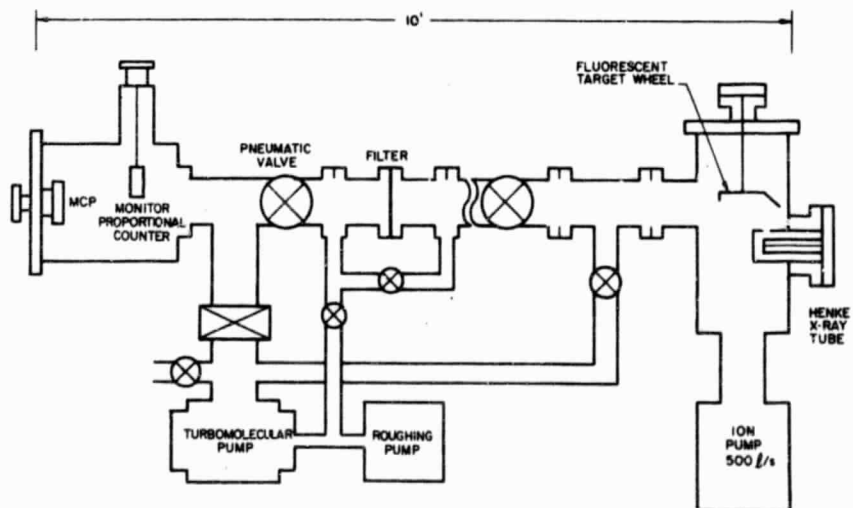 10'
FLUORESCENT
TARGET WHEEL
PNEUMATIC
VALVE
FILTER
MCP
MONITOR
PROPORTIONAL
COUNTER
HENKE
X-RAY
TUBE
TURBOMOLECULAR
PUMP
ROUGHING
PUMP
ION
PUMP
500 l/s